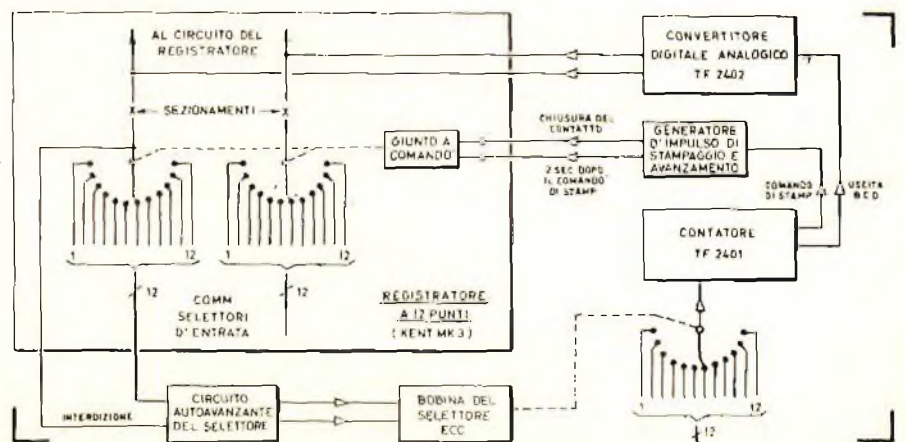 AL CIRCUITO DEL
REGISTRATORE
SEZIONAMENTI
GIUNTO A
COMANDO
CHIUSURA DEL
CONTATTO
2 SEC DOPO
IL COMANDO
DI STAMP
CONVERTITORE
DIGITALE ANALOGICO
TF 2402
GENERATORE
D'IMPULSO DI
STAMPAGGIO E
AVANZAMENTO
COMANDO
DI STAMP
USCITA
BCD
CONTATORE
TF 2401
1 12
1 12
12
12
COMM
SELETTORI
D'ENTRATA
REGISTRATORE
A 12 PUNTI
(KENT MK3)
INTERDIZIONE
CIRCUITO
AUTOAVANZANTE
DEL SELETTORE
BOBINA DEL
SELETTORE
ECC
1 12
12